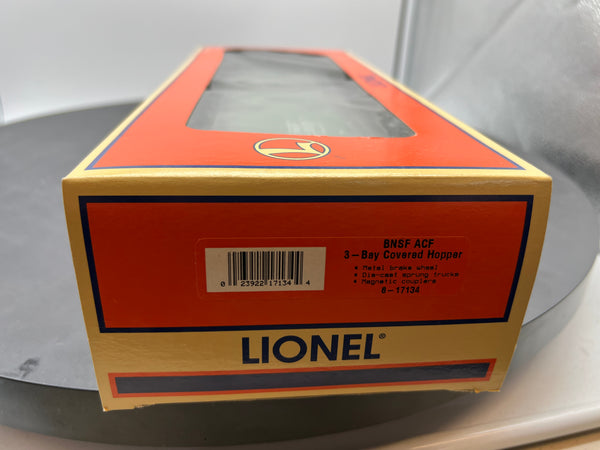 BNSF ACF
3-Bay Covered Hopper
• Metal brake wheel
• Die-cast sprung trucks
• Magnetic couplers
6-17134
0 23922 17134 4
LIONEL®